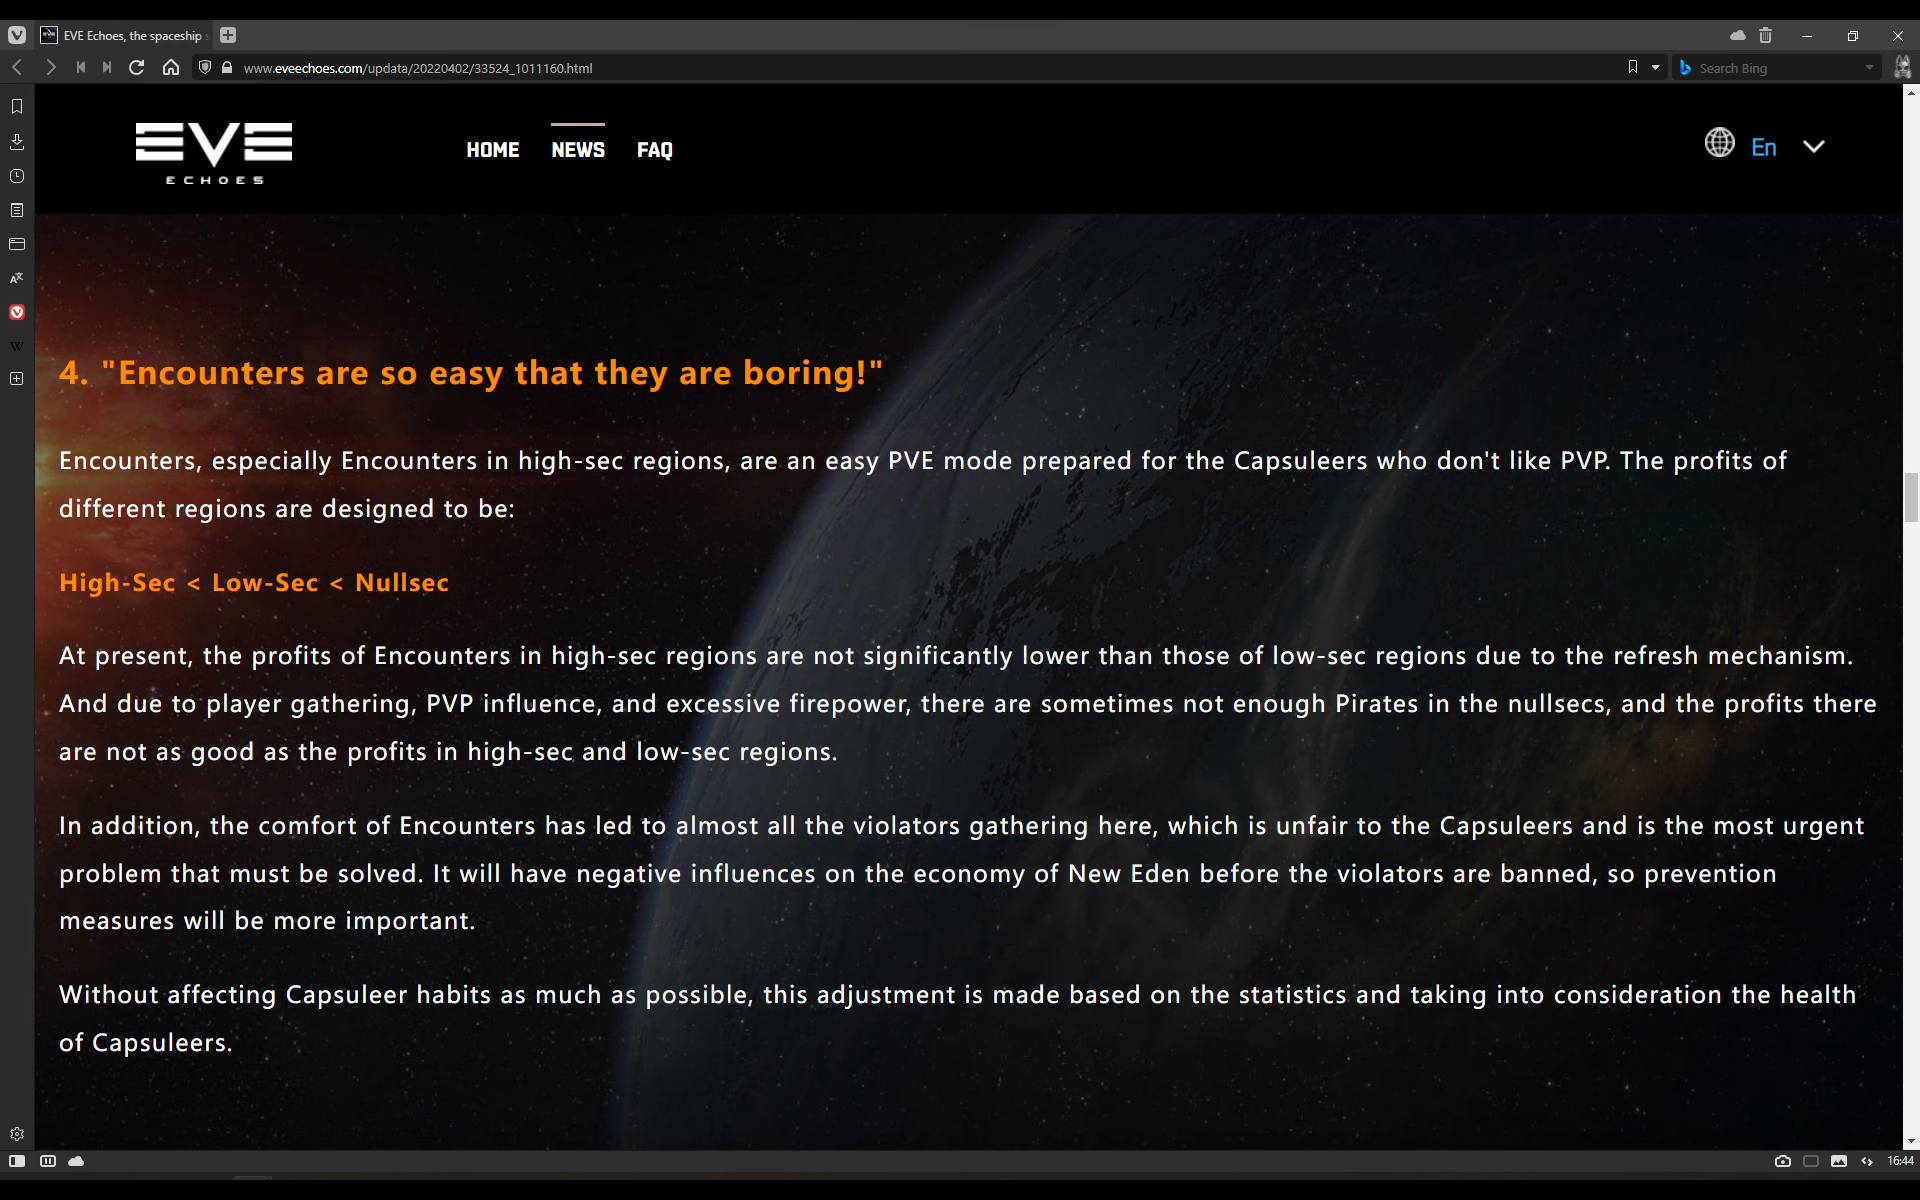 EVE Echoes, the spaceship
www.eveechoes.com/updata/20220402/33524_1011160.html
Search Bing
EVE
ECHOES
HOME
NEWS
FAQ
En
4. "Encounters are so easy that they are boring!"
Encounters, especially Encounters in high-sec regions, are an easy PVE mode prepared for the Capsuleers who don't like PVP. The profits of
different regions are designed to be:
High-Sec < Low-Sec < Nullsec
At present, the profits of Encounters in high-sec regions are not significantly lower than those of low-sec regions due to the refresh mechanism.
And due to player gathering, PVP influence, and excessive firepower, there are sometimes not enough Pirates in the nullsecs, and the profits there
are not as good as the profits in high-sec and low-sec regions.
In addition, the comfort of Encounters has led to almost all the violators gathering here, which is unfair to the Capsuleers and is the most urgent
problem that must be solved. It will have negative influences on the economy of New Eden before the violators are banned, so prevention
measures will be more important.
Without affecting Capsuleer habits as much as possible, this adjustment is made based on the statistics and taking into consideration the health
of Capsuleers.
16:44